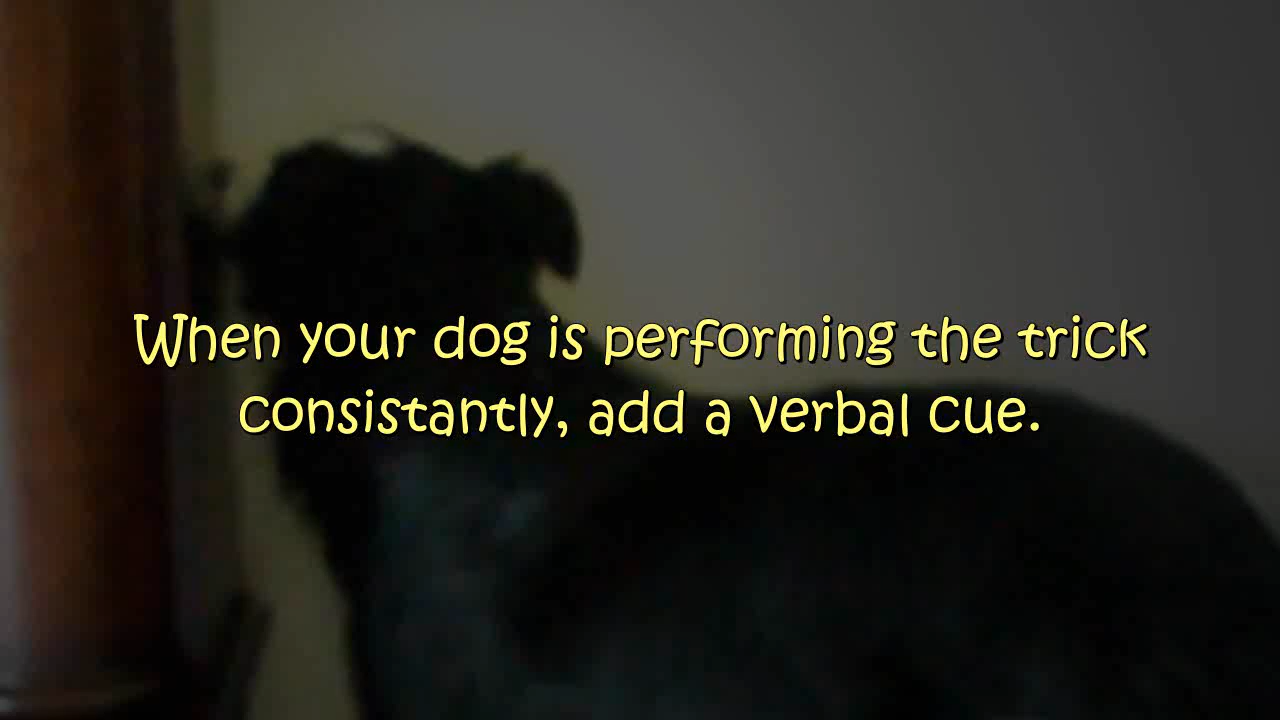 When your dog is performing the trick
consistantly, add a verbal cue.